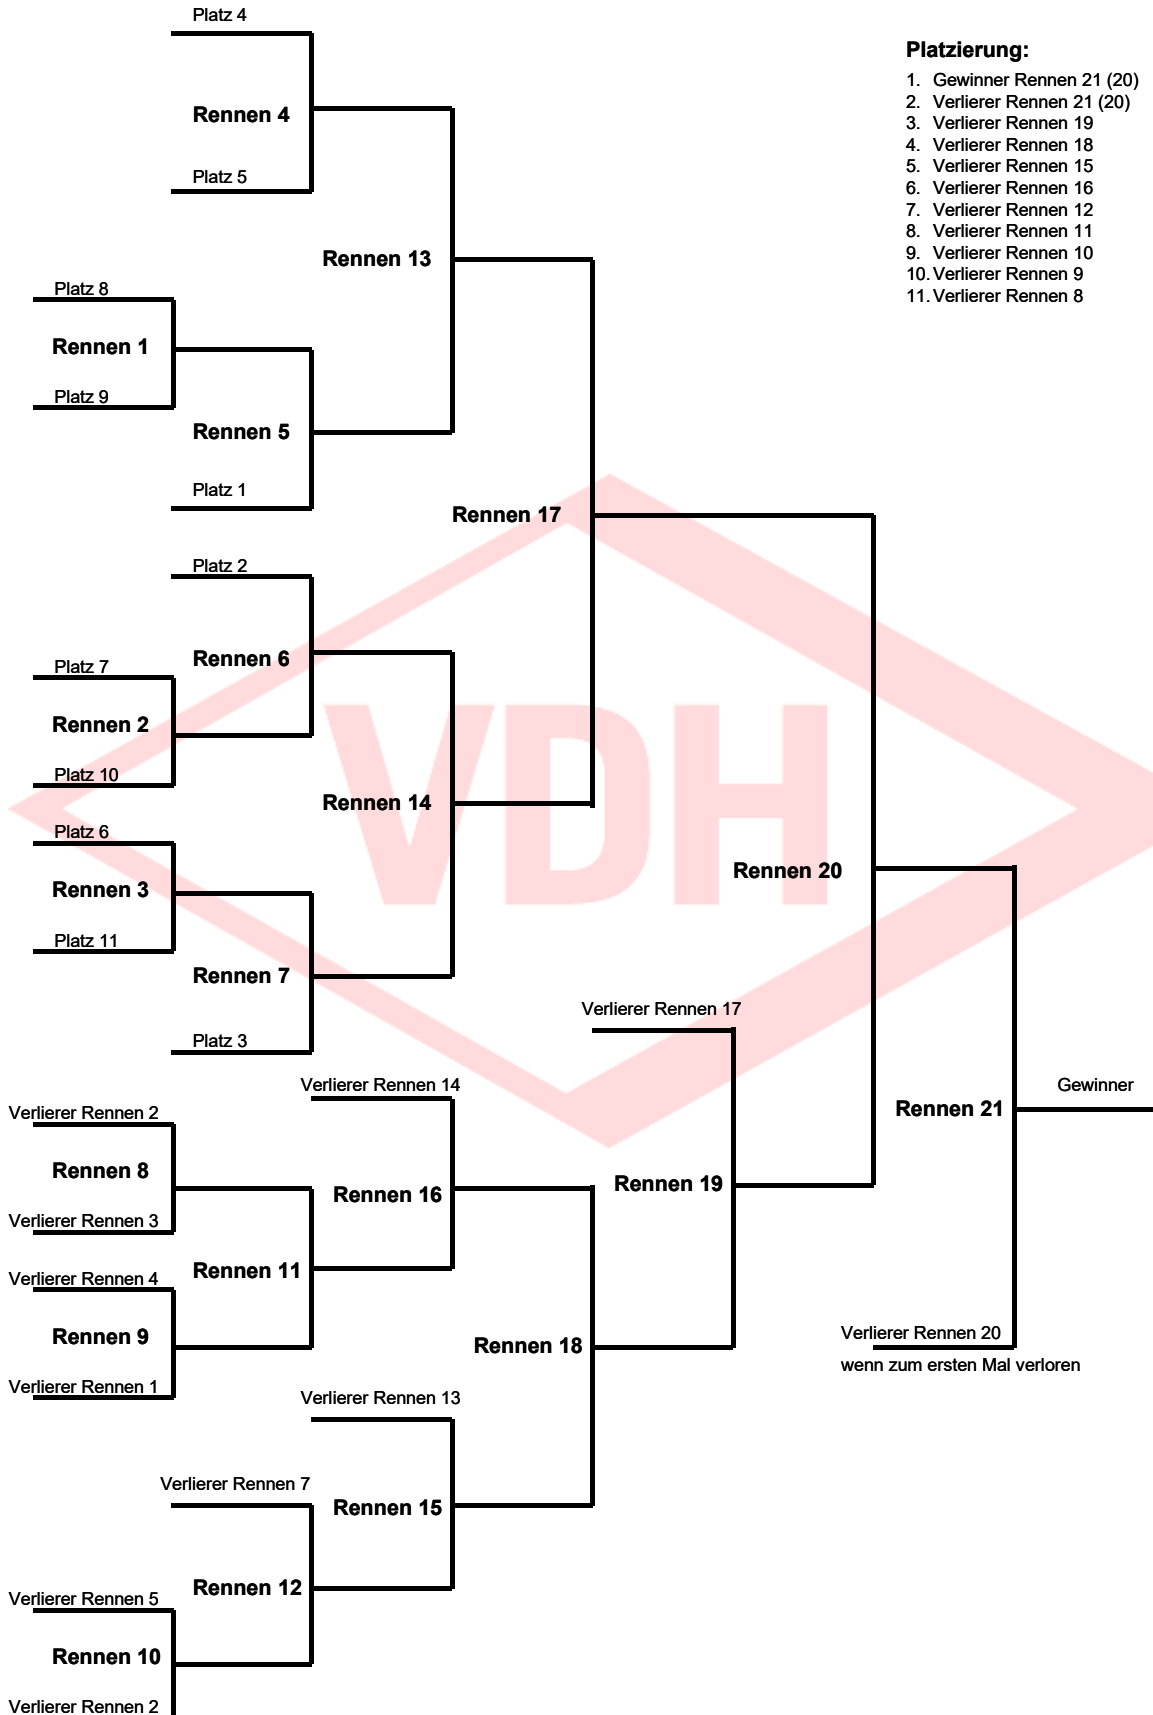 Platz 4
Platzierung:
1. Gewinner Rennen 21 (20)
2. Verlierer Rennen 21 (20)
3. Verlierer Rennen 19
4. Verlierer Rennen 18
5. Verlierer Rennen 15
6. Verlierer Rennen 16
7. Verlierer Rennen 12
8. Verlierer Rennen 11
9. Verlierer Rennen 10
10. Verlierer Rennen 9
11. Verlierer Rennen 8
Rennen 4
Platz 5
Rennen 13
Platz 8
Rennen 1
Platz 9
Rennen 5
Platz 1
Rennen 17
Platz 2
Rennen 6
Platz 7
Rennen 2
Platz 10
Rennen 14
VDH
Platz 6
Rennen 20
Rennen 3
Platz 11
Rennen 7
Verlierer Rennen 17
Platz 3
Verlierer Rennen 14
Gewinner
Verlierer Rennen 2
Rennen 21
Rennen 8
Rennen 19
Rennen 16
Verlierer Rennen 3
Rennen 11
Verlierer Rennen 4
Rennen 9
Verlierer Rennen 20
Rennen 18
wenn zum ersten Mal verloren
Verlierer Rennen 1
Verlierer Rennen 13
Verlierer Rennen 7
Rennen 15
Rennen 12
Verlierer Rennen 5
Rennen 10
Verlierer Rennen 2